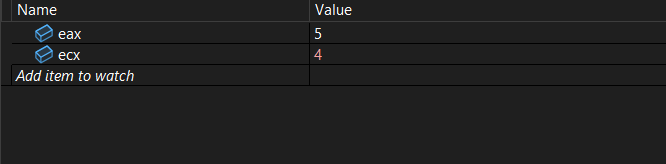 Name Value
eax 5
ecx 4
Add item to watch